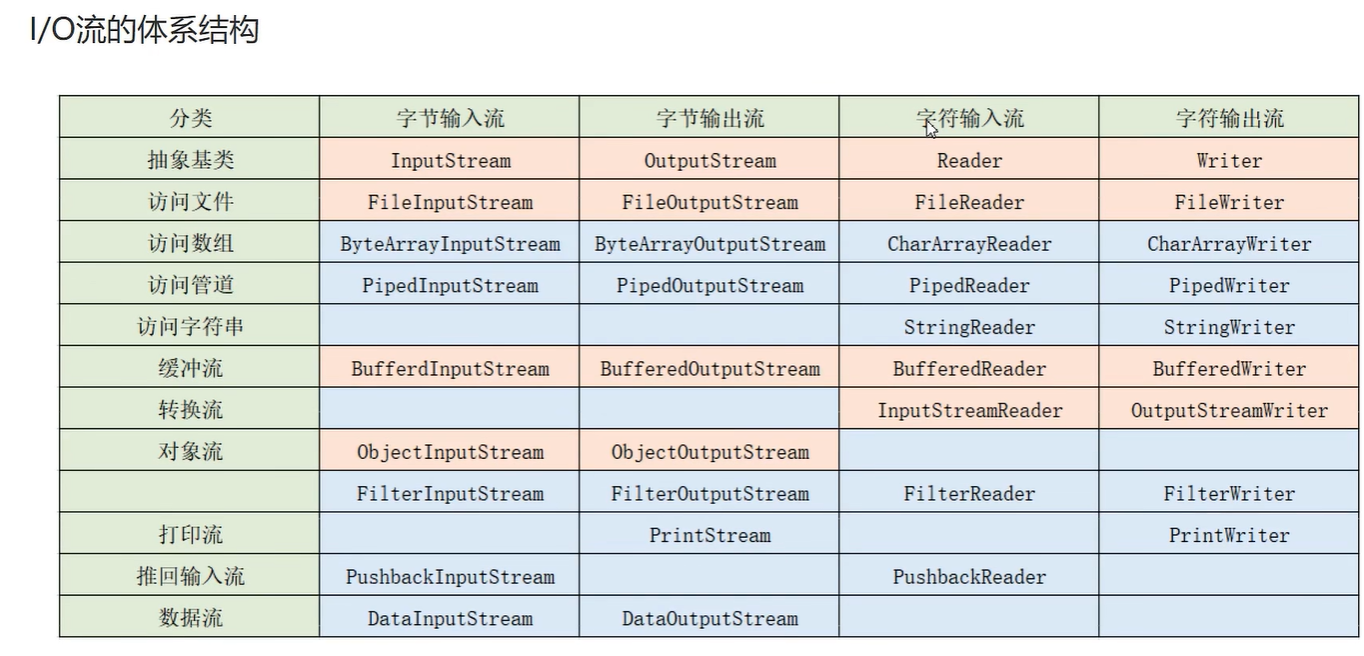 I/O流的体系结构
分类 字节输入流 字节输出流 字符输入流 字符输出流
抽象基类 InputStream OutputStream Reader Writer
访问文件 FileInputStream FileOutputStream FileReader FileWriter
访问数组 ByteArrayInputStream ByteArrayOutputStream CharArrayReader CharArrayWriter
访问管道 PipedInputStream PipedOutputStream PipedReader PipedWriter
访问字符串 StringReader StringWriter
缓冲流 BufferdInputStream BufferedOutputStream BufferedReader BufferedWriter
转换流 InputStreamReader OutputStreamWriter
对象流 ObjectInputStream ObjectOutputStream
FilterInputStream FilterOutputStream FilterReader FilterWriter
打印流 PrintStream PrintWriter
推回输入流 PushbackInputStream PushbackReader
数据流 DataInputStream DataOutputStream